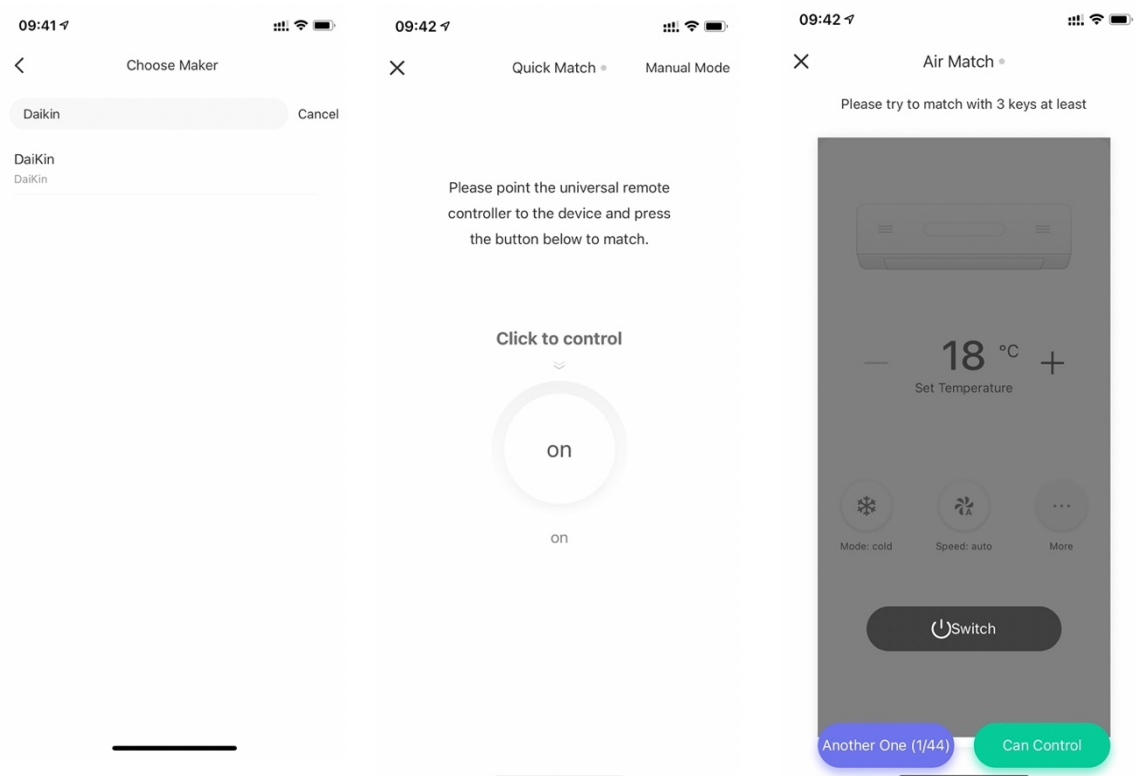 09:41
Choose Maker
Daikin
Cancel
DaiKin
DaiKin
09:42
Quick Match
Manual Mode
Please point the universal remote
controller to the device and press
the button below to match.
Click to control
on
on
09:42
Air Match
Please try to match with 3 keys at least
18 °C
Set Temperature
A
Mode: cold
Speed: auto
More
Switch
Another One (1/44)
Can Control